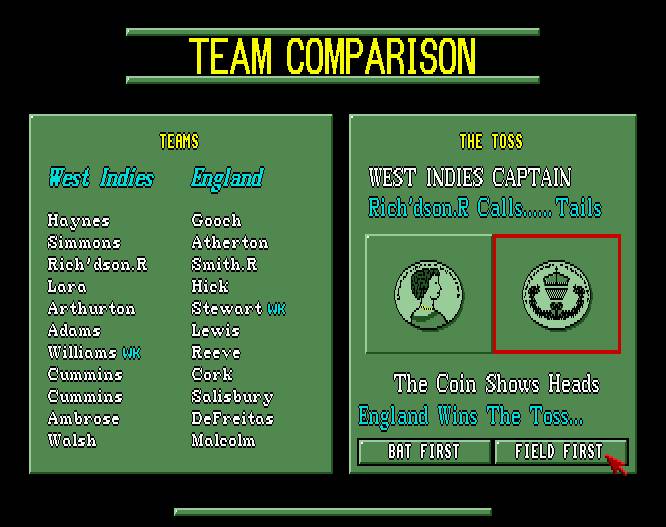 TEAM COMPARISON
TEAMS
West Indies England
Haynes Gooch
Simmons Atherton
Rich'dson.R Smith.R
Lara Hick
Arthurton Stewart WK
Adams Lewis
Williams WK Reeve
Cummins Cork
Cummins Salisbury
Ambrose DeFreitas
Walsh Malcolm
THE TOSS
WEST INDIES CAPTAIN
Rich'dson.R Calls..... Tails
The Coin Shows Heads
England Wins The Toss...
BAT FIRST FIELD FIRST